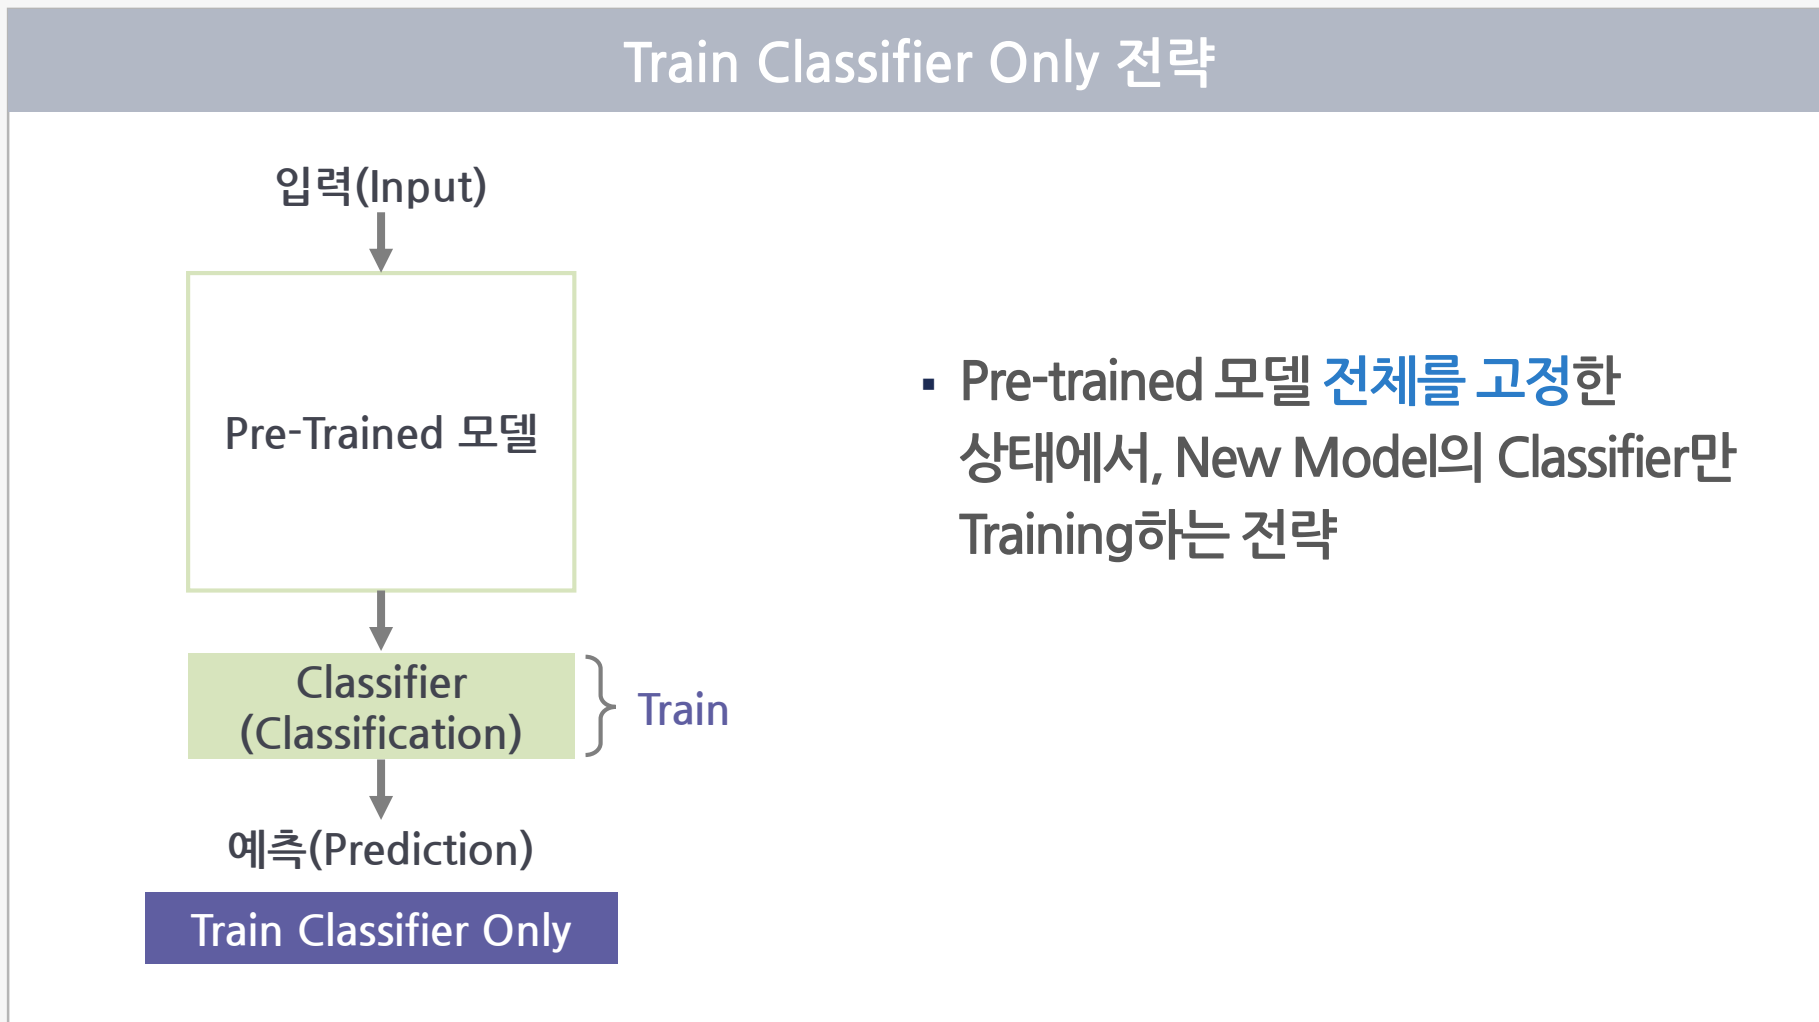 Train Classifier Only 전략
입력(Input)
Pre-Trained 모델
Classifier
(Classification)
Train
예측(Prediction)
Train Classifier Only
▪ Pre-trained 모델 전체를 고정한
상태에서, New Model의 Classifier만
Training하는 전략